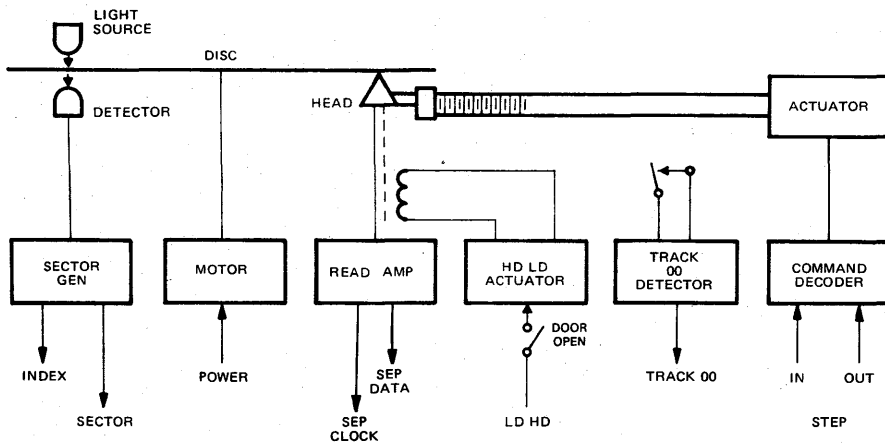 LIGHT
SOURCE
DISC
DETECTOR
HEAD
ACTUATOR
SECTOR
GEN
MOTOR
READ AMP
HD LD
ACTUATOR
TRACK
00
DETECTOR
COMMAND
DECODER
DOOR
OPEN
INDEX
POWER
SEP
DATA
TRACK 00
IN
OUT
SECTOR
SEP
CLOCK
LD HD
STEP